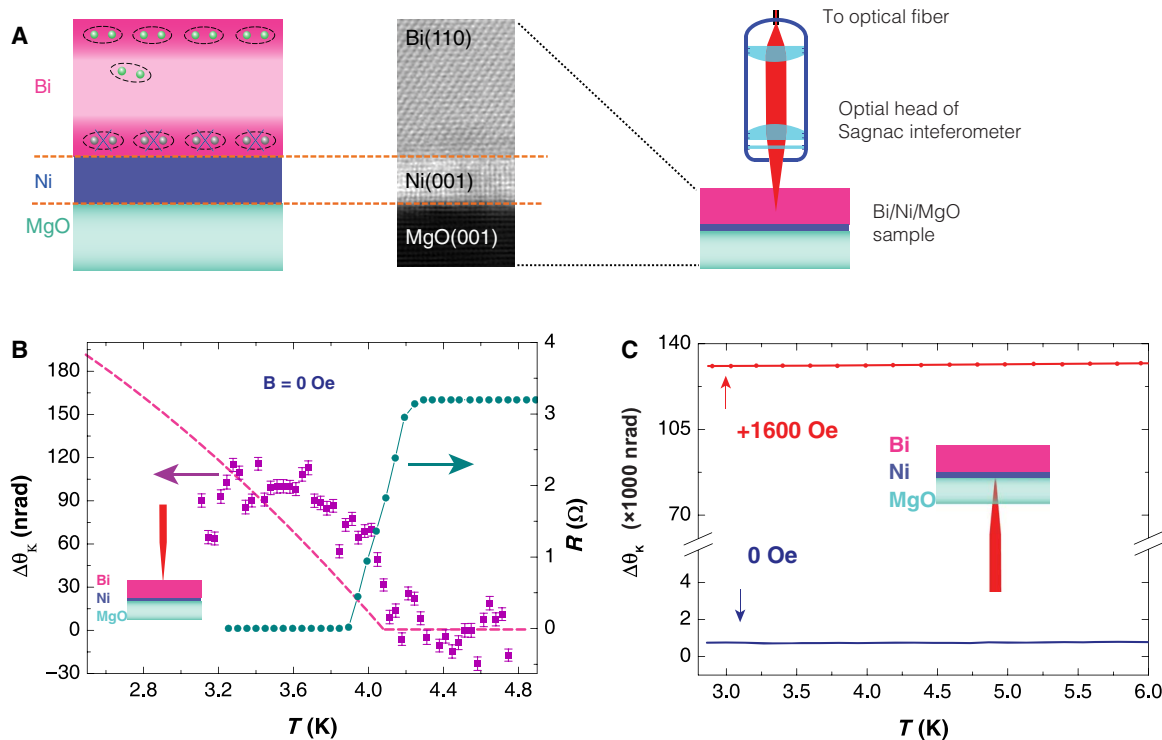 A
Bi
Ni
MgO
Bi(110)
Ni(001)
MgO(001)
To optical fiber
Optial head of
Sagnac inteferometer
Bi/Ni/MgO
sample
B
B = 0 Oe
Δθ_K (nrad)
180
150
120
90
60
30
0
−30
4
3
2
1
0
R (Ω)
Bi
Ni
MgO
2.8 3.2 3.6 4.0 4.4 4.8
T (K)
C
Δθ_K (×1000 nrad)
140
105
70
4
2
0
+1600 Oe
Bi
Ni
MgO
0 Oe
3.0 3.5 4.0 4.5 5.0 5.5 6.0
T (K)